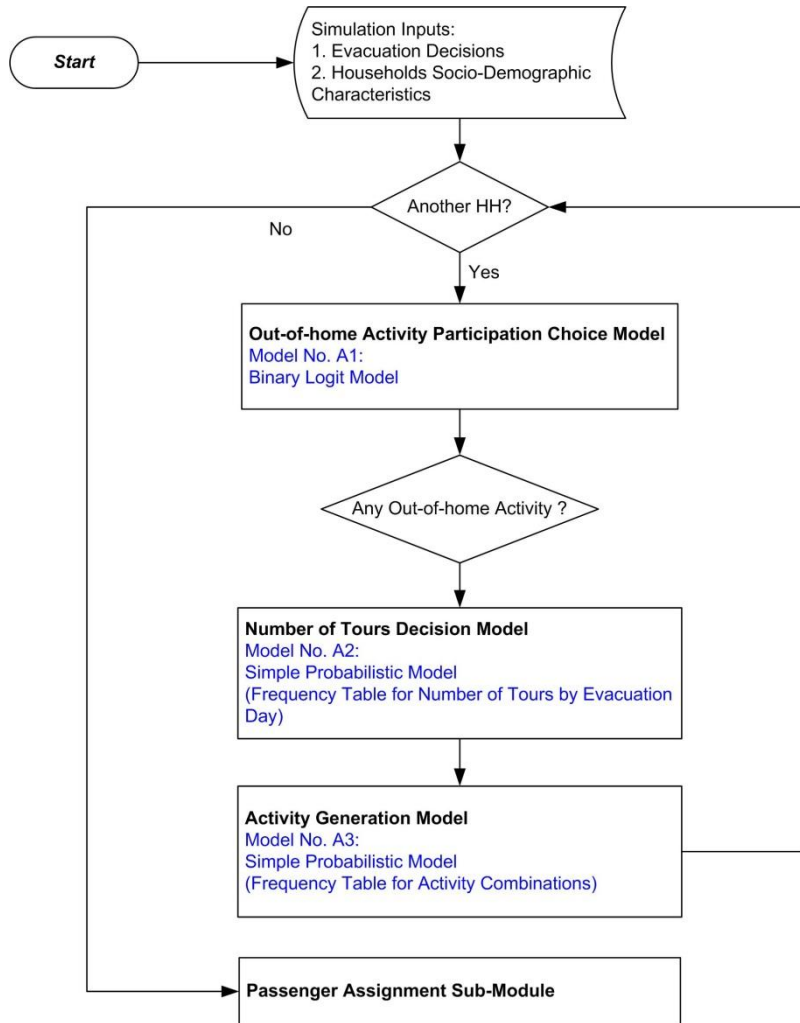 Start
Simulation Inputs:
1. Evacuation Decisions
2. Households Socio-Demographic
Characteristics
Another HH?
No
Yes
Out-of-home Activity Participation Choice Model
Model No. A1:
Binary Logit Model
Any Out-of-home Activity ?
Number of Tours Decision Model
Model No. A2:
Simple Probabilistic Model
(Frequency Table for Number of Tours by Evacuation
Day)
Activity Generation Model
Model No. A3:
Simple Probabilistic Model
(Frequency Table for Activity Combinations)
Passenger Assignment Sub-Module